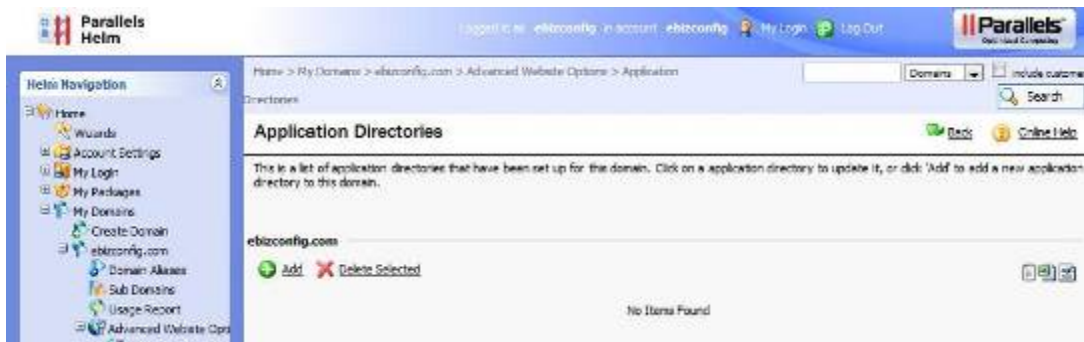 Parallels
Helm
Logged in as ebizconfig in account ebizconfig My Login Log Out
Parallels
Optimized Computing
Helm Navigation
Home
Wizards
Account Settings
My Login
My Packages
My Domains
Create Domain
ebizconfig.com
Domain Aliases
Sub Domains
Usage Report
Advanced Website Opti
Home > My Domains > ebizconfig.com > Advanced Website Options > Application
Directories
Domains
include custome
Search
Application Directories
Back
Online Help
This is a list of application directories that have been set up for this domain. Click on a application directory to update it, or click 'Add' to add a new application
directory to this domain.
ebizconfig.com
Add
Delete Selected
No Items Found